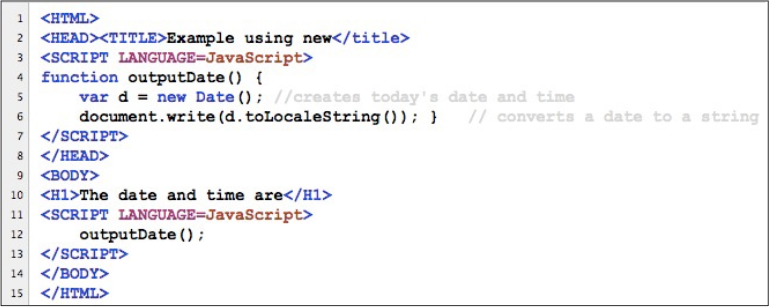 1 <HTML>
2 <HEAD><TITLE>Example using new</title>
3 <SCRIPT LANGUAGE=JavaScript>
4 function outputDate() {
5 var d = new Date(); //creates today's date and time
6 document.write(d.toLocaleString()); } // converts a date to a string
7 </SCRIPT>
8 </HEAD>
9 <BODY>
10 <H1>The date and time are</H1>
11 <SCRIPT LANGUAGE=JavaScript>
12 outputDate();
13 </SCRIPT>
14 </BODY>
15 </HTML>